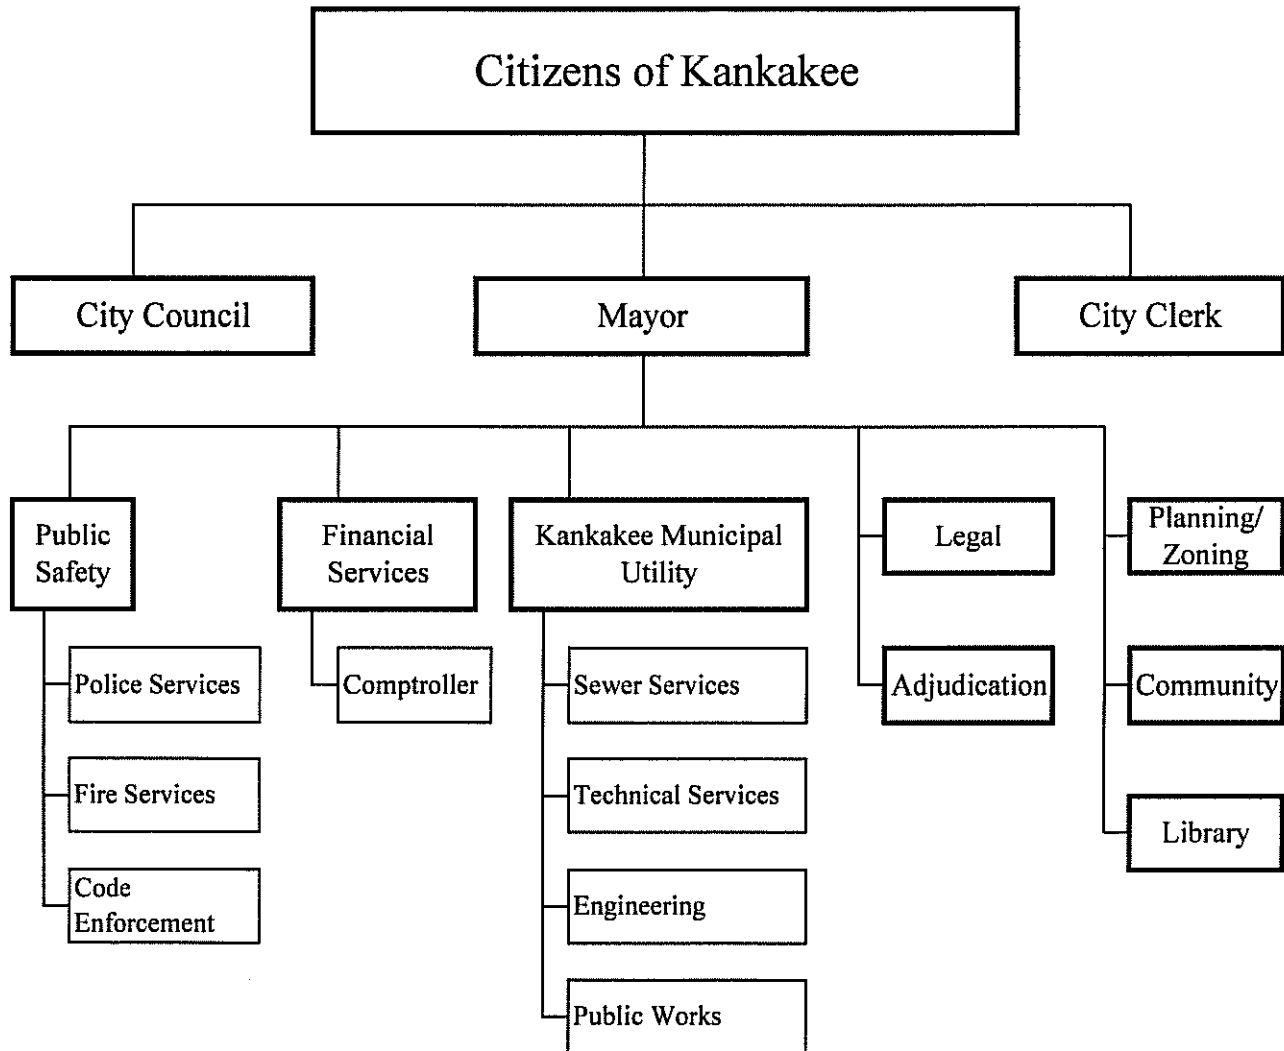 Citizens of Kankakee
City Council
Mayor
City Clerk
Public
Safety
Financial
Services
Kankakee Municipal
Utility
Legal
Planning/
Zoning
Police Services
Comptroller
Sewer Services
Adjudication
Community
Fire Services
Technical Services
Library
Code
Enforcement
Engineering
Public Works